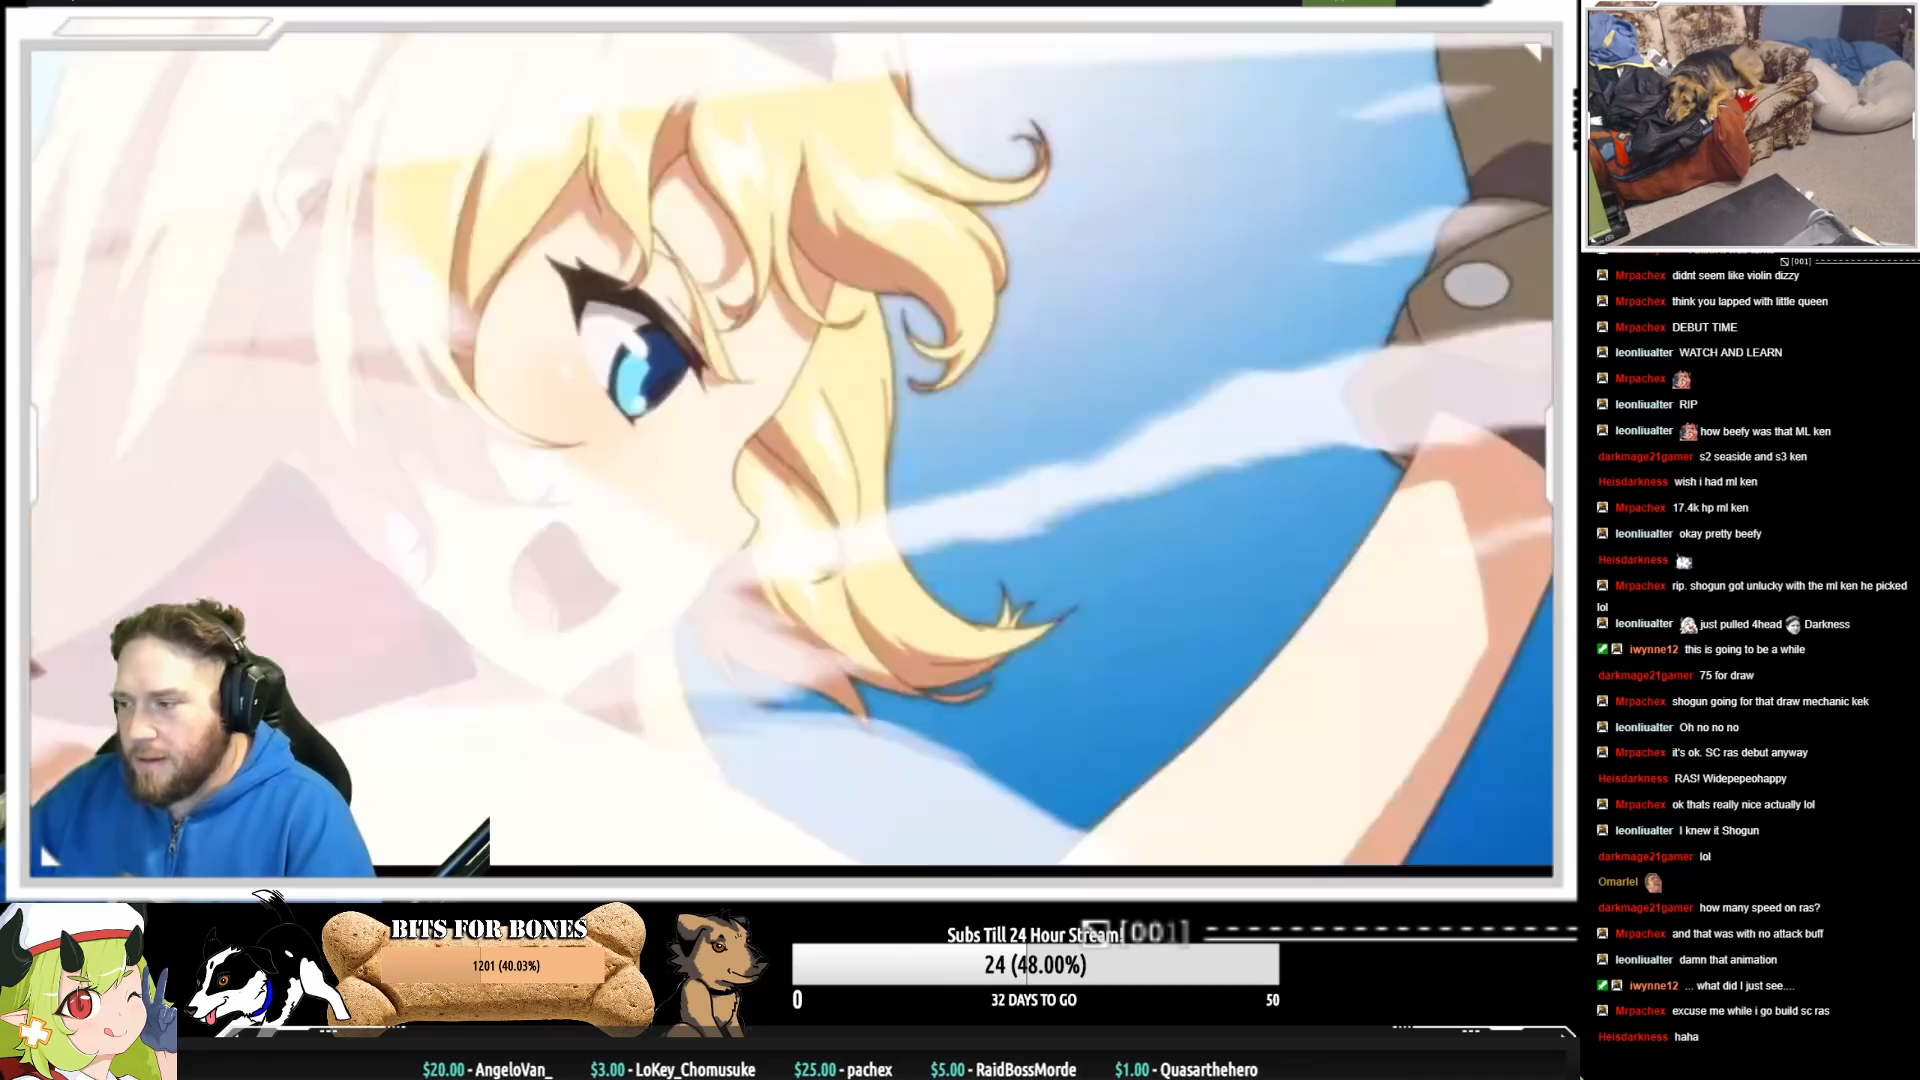 [001]
Mrpachex didnt seem like violin dizzy
Mrpachex think you lapped with little queen
Mrpachex DEBUT TIME
leonliualter WATCH AND LEARN
Mrpachex
leonliualter RIP
leonliualter how beefy was that ML ken
darkmage21gamer s2 seaside and s3 ken
Heisdarkness wish i had ml ken
Mrpachex 17.4k hp ml ken
leonliualter okay pretty beefy
Heisdarkness
Mrpachex rip. shogun got unlucky with the ml ken he picked
lol
leonliualter just pulled 4head Darkness
iwynne12 this is going to be a while
darkmage21gamer 75 for draw
Mrpachex shogun going for that draw mechanic kek
leonliualter Oh no no no
Mrpachex it's ok. SC ras debut anyway
Heisdarkness RAS! Widepepeohappy
Mrpachex ok thats really nice actually lol
leonliualter I knew it Shogun
darkmage21gamer lol
Omarlel
darkmage21gamer how many speed on ras?
Mrpachex and that was with no attack buff
leonliualter damn that animation
iwynne12 ... what did I just see....
Mrpachex excuse me while i go build sc ras
Heisdarkness haha
BITS FOR BONES
1201 (40.03%)
Subs Till 24 Hour Stream!
[001]
24 (48.00%)
0 32 DAYS TO GO 50
$20.00 - AngeloVan_ $3.00 - LoKey_Chomusuke $25.00 - pachex $5.00 - RaidBossMorde $1.00 - Quasarthehero